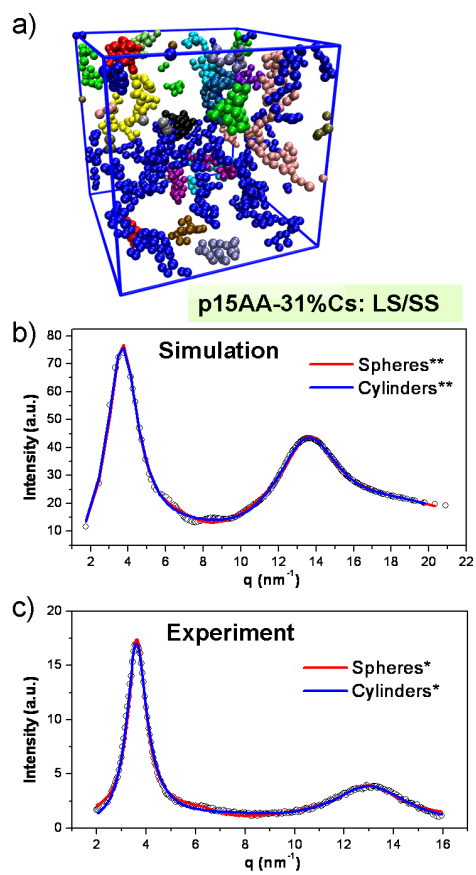 a)
p15AA-31%Cs: LS/SS
b)
Simulation
Spheres**
Cylinders**
Intensity (a.u.)
80
70
60
50
40
30
20
10
2 4 6 8 10 12 14 16 18 20 22
q (nm⁻¹)
c)
Experiment
Spheres*
Cylinders*
Intensity (a.u.)
20
15
10
5
0
0 2 4 6 8 10 12 14 16
q (nm⁻¹)